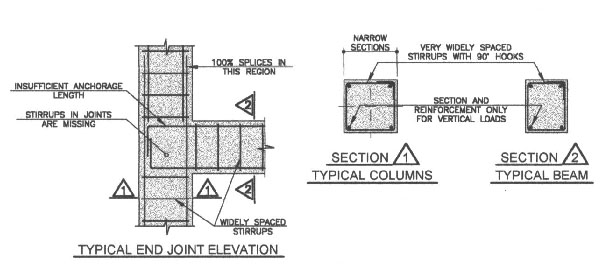 100% SPLICES IN
THIS REGION
INSUFFICIENT ANCHORAGE
LENGTH
STIRRUPS IN JOINTS
ARE MISSING
2
1
1
2
WIDELY SPACED
STIRRUPS
TYPICAL END JOINT ELEVATION
NARROW
SECTIONS
VERY WIDELY SPACED
STIRRUPS WITH 90° HOOKS
SECTION AND
REINFORCEMENT ONLY
FOR VERTICAL LOADS
SECTION 1
TYPICAL COLUMNS
SECTION 2
TYPICAL BEAM